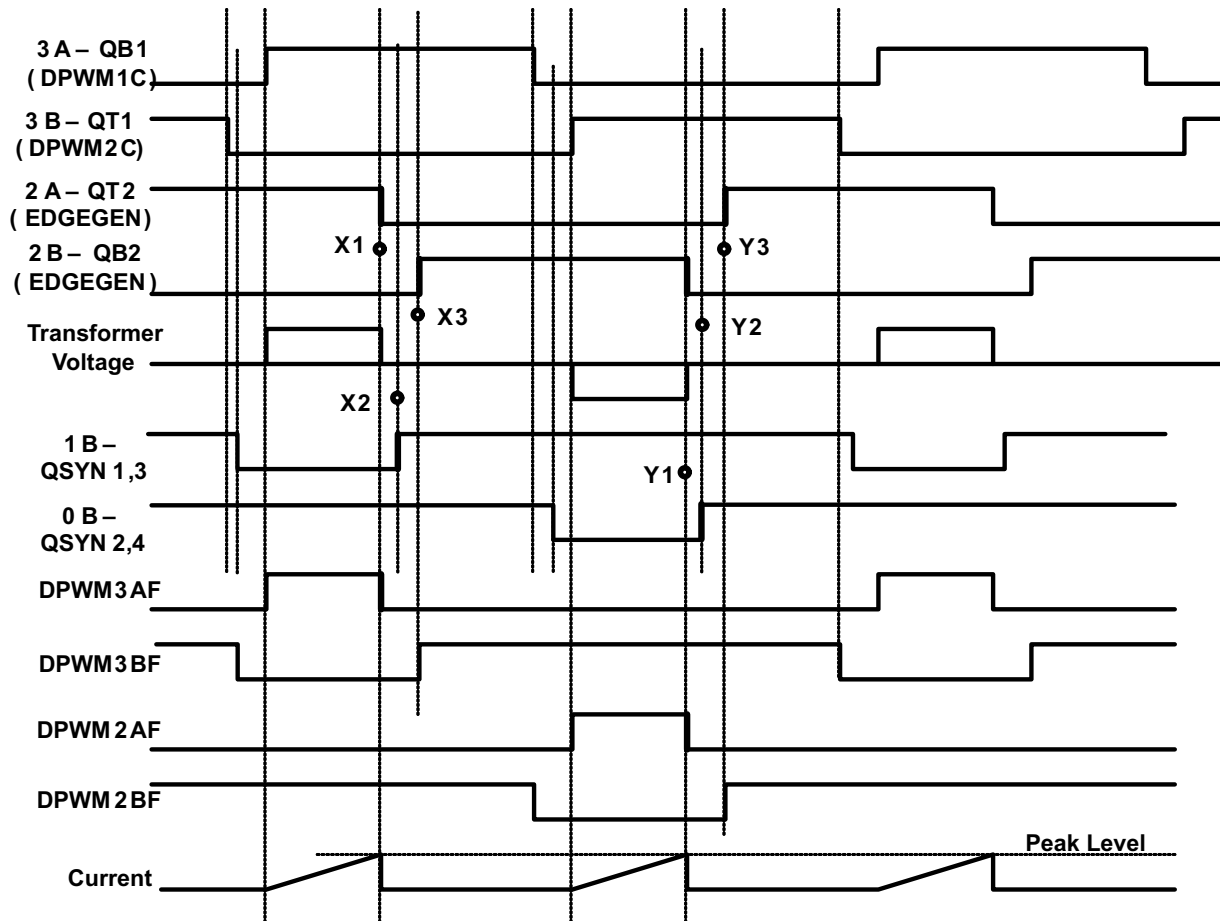 3 A – QB1
( DPWM1C)
3 B – QT1
( DPWM2C)
2 A – QT2
( EDGEGEN)
2 B – QB2
( EDGEGEN)
X1
Y3
X3
Y2
Transformer
Voltage
X2
1 B –
QSYN 1,3
Y1
0 B –
QSYN 2,4
DPWM3AF
DPWM3BF
DPWM2AF
DPWM2BF
Peak Level
Current